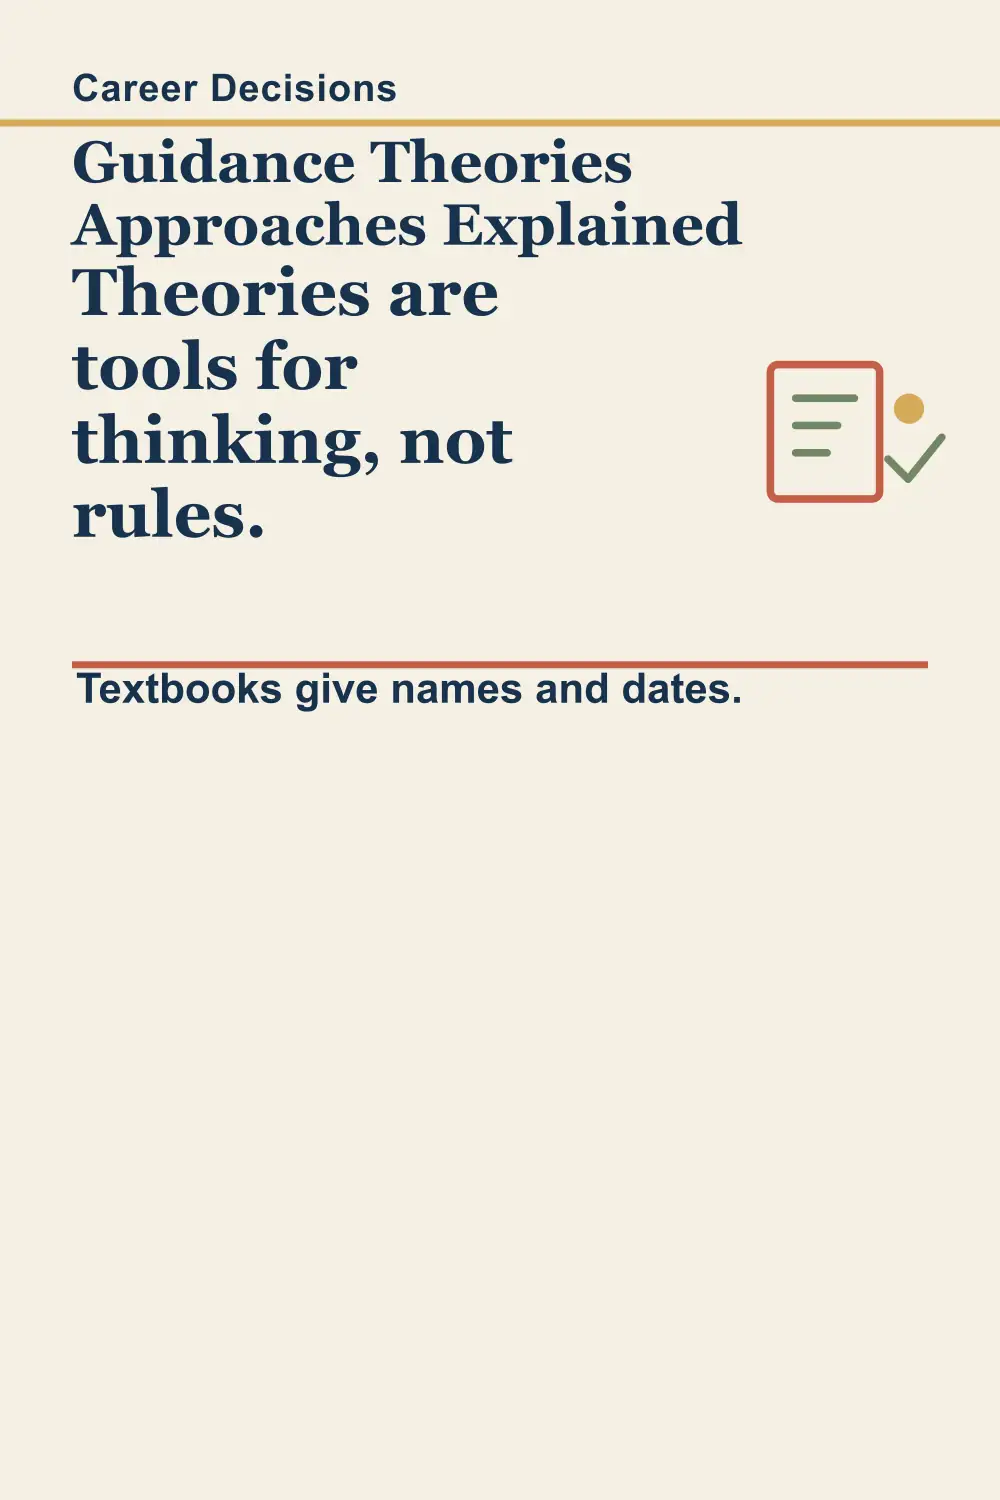 Career Decisions
Guidance Theories
Approaches Explained
Theories are
tools for
thinking, not
rules.
Textbooks give names and dates.